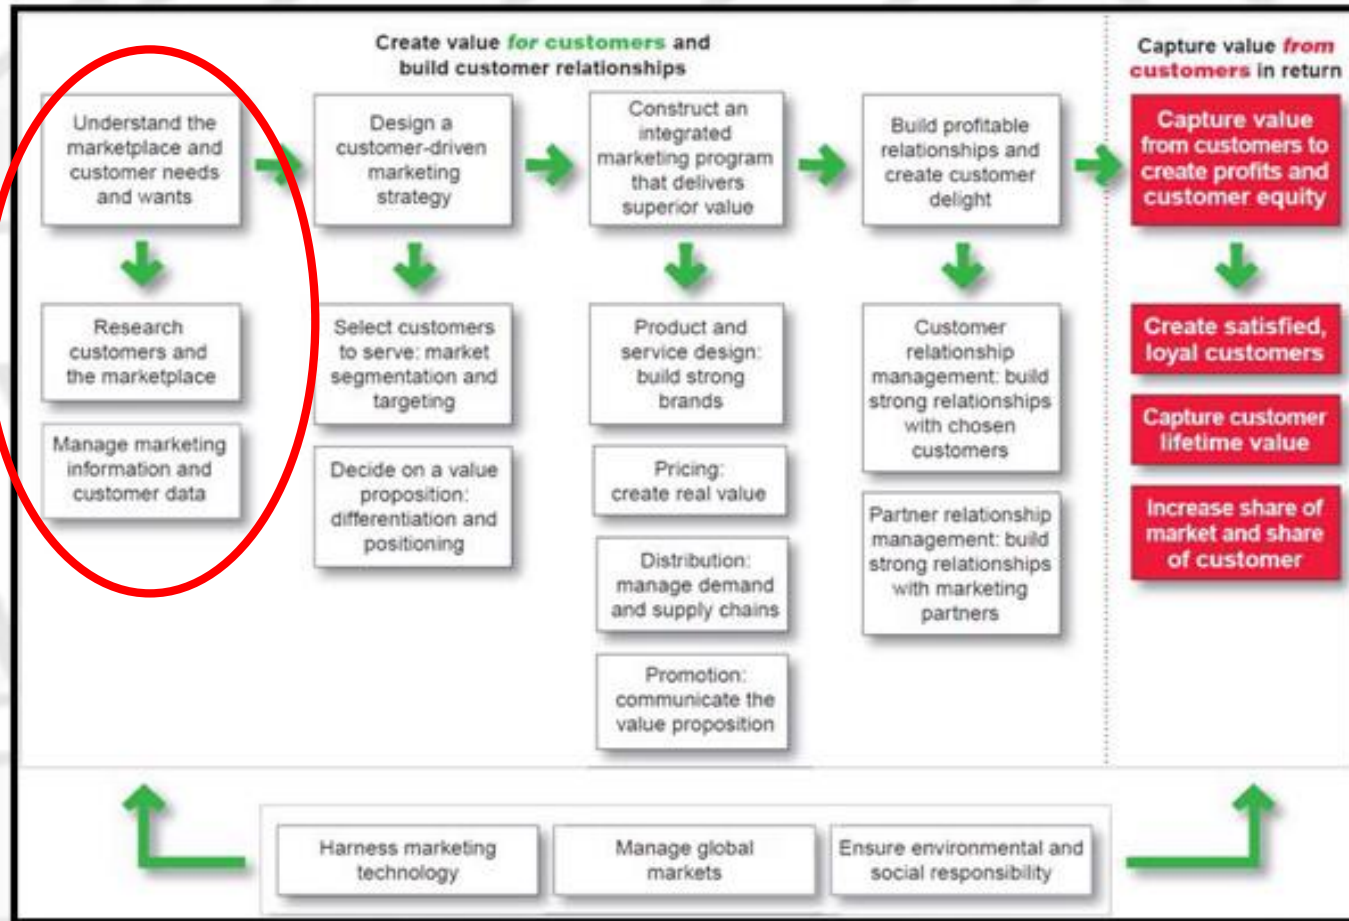 Create value for customers and
build customer relationships
Capture value from
customers in return
Understand the
marketplace and
customer needs
and wants
Design a
customer-driven
marketing
strategy
Construct an
integrated
marketing program
that delivers
superior value
Build profitable
relationships and
create customer
delight
Capture value
from customers to
create profits and
customer equity
Research
customers and
the marketplace
Manage marketing
information and
customer data
Select customers
to serve: market
segmentation and
targeting
Decide on a value
proposition:
differentiation and
positioning
Product and
service design:
build strong
brands
Pricing:
create real value
Distribution:
manage demand
and supply chains
Promotion:
communicate the
value proposition
Customer
relationship
management: build
strong relationships
with chosen
customers
Partner relationship
management: build
strong relationships
with marketing
partners
Create satisfied,
loyal customers
Capture customer
lifetime value
Increase share of
market and share
of customer
Harness marketing
technology
Manage global
markets
Ensure environmental and
social responsibility